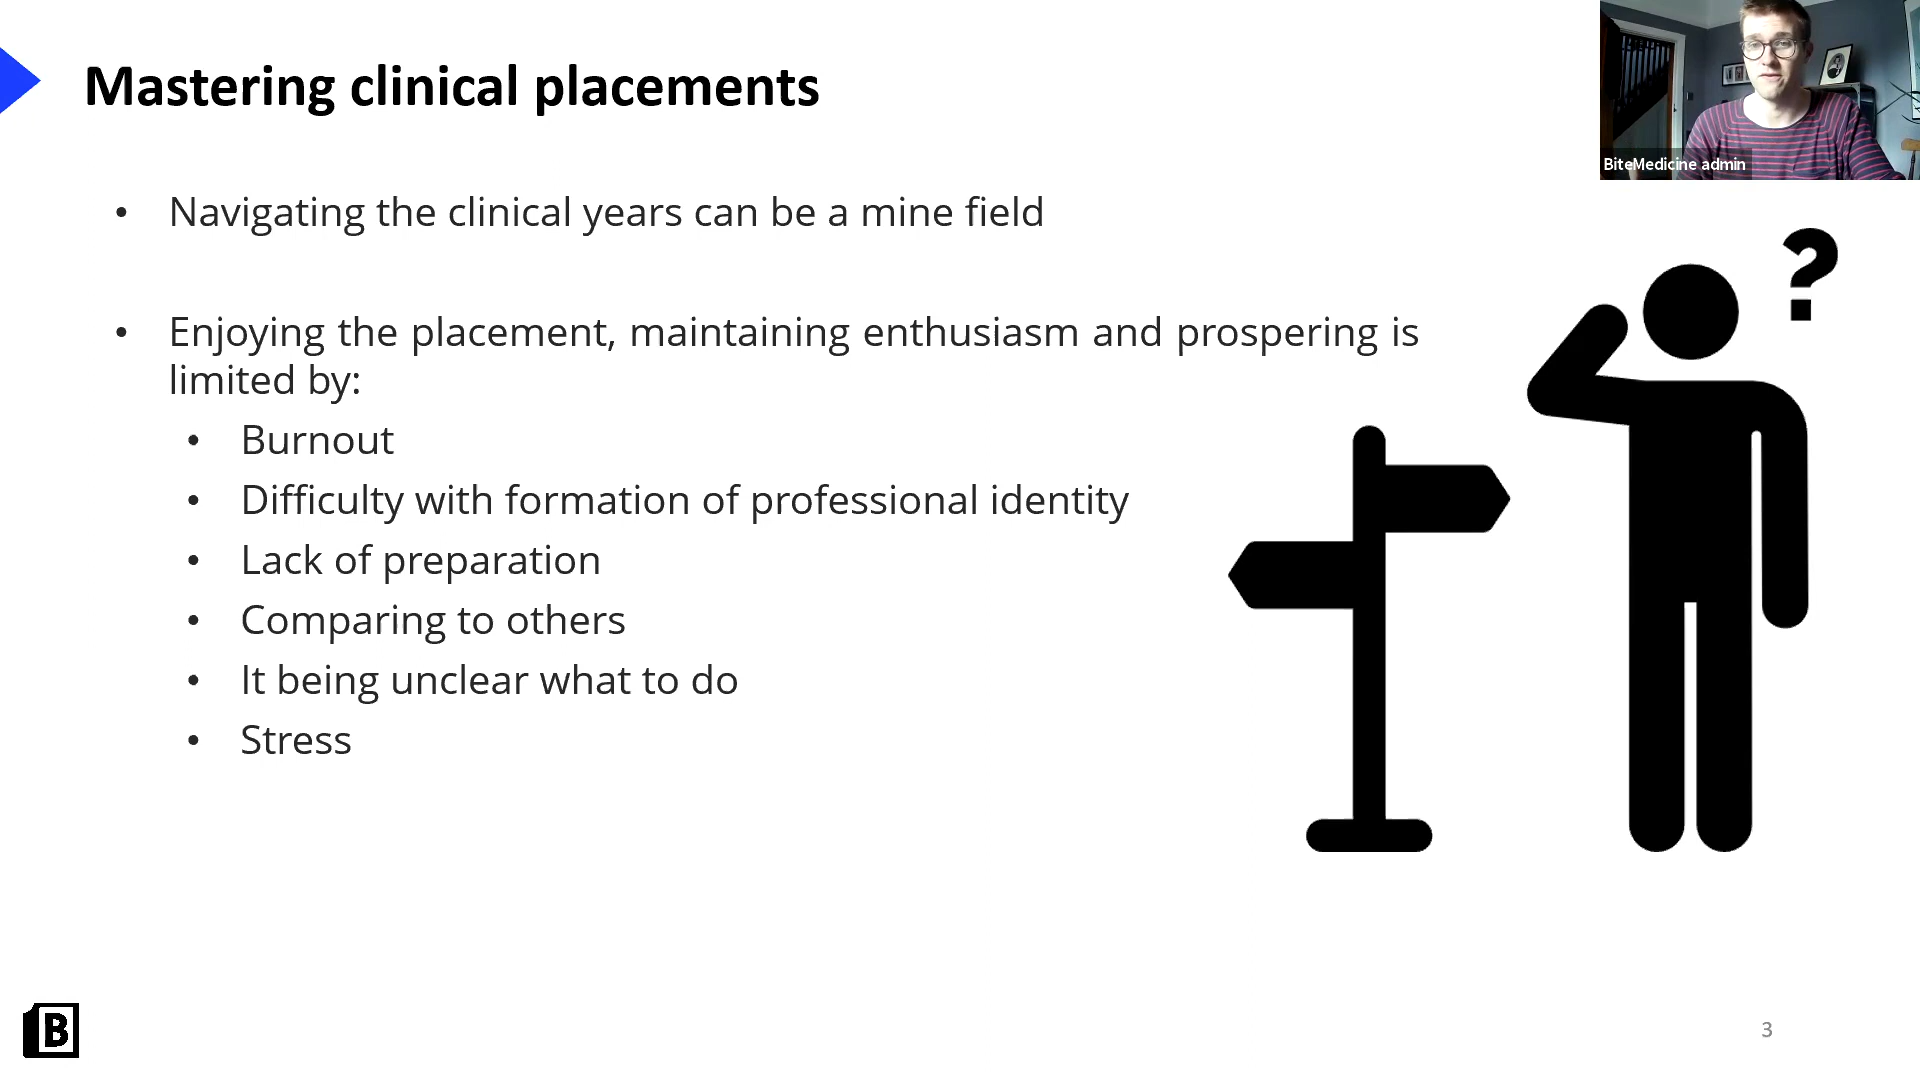 Mastering clinical placements
BiteMedicine admin
• Navigating the clinical years can be a mine field
?
• Enjoying the placement, maintaining enthusiasm and prospering is
limited by:
• Burnout
• Difficulty with formation of professional identity
• Lack of preparation
• Comparing to others
• It being unclear what to do
• Stress
B
3